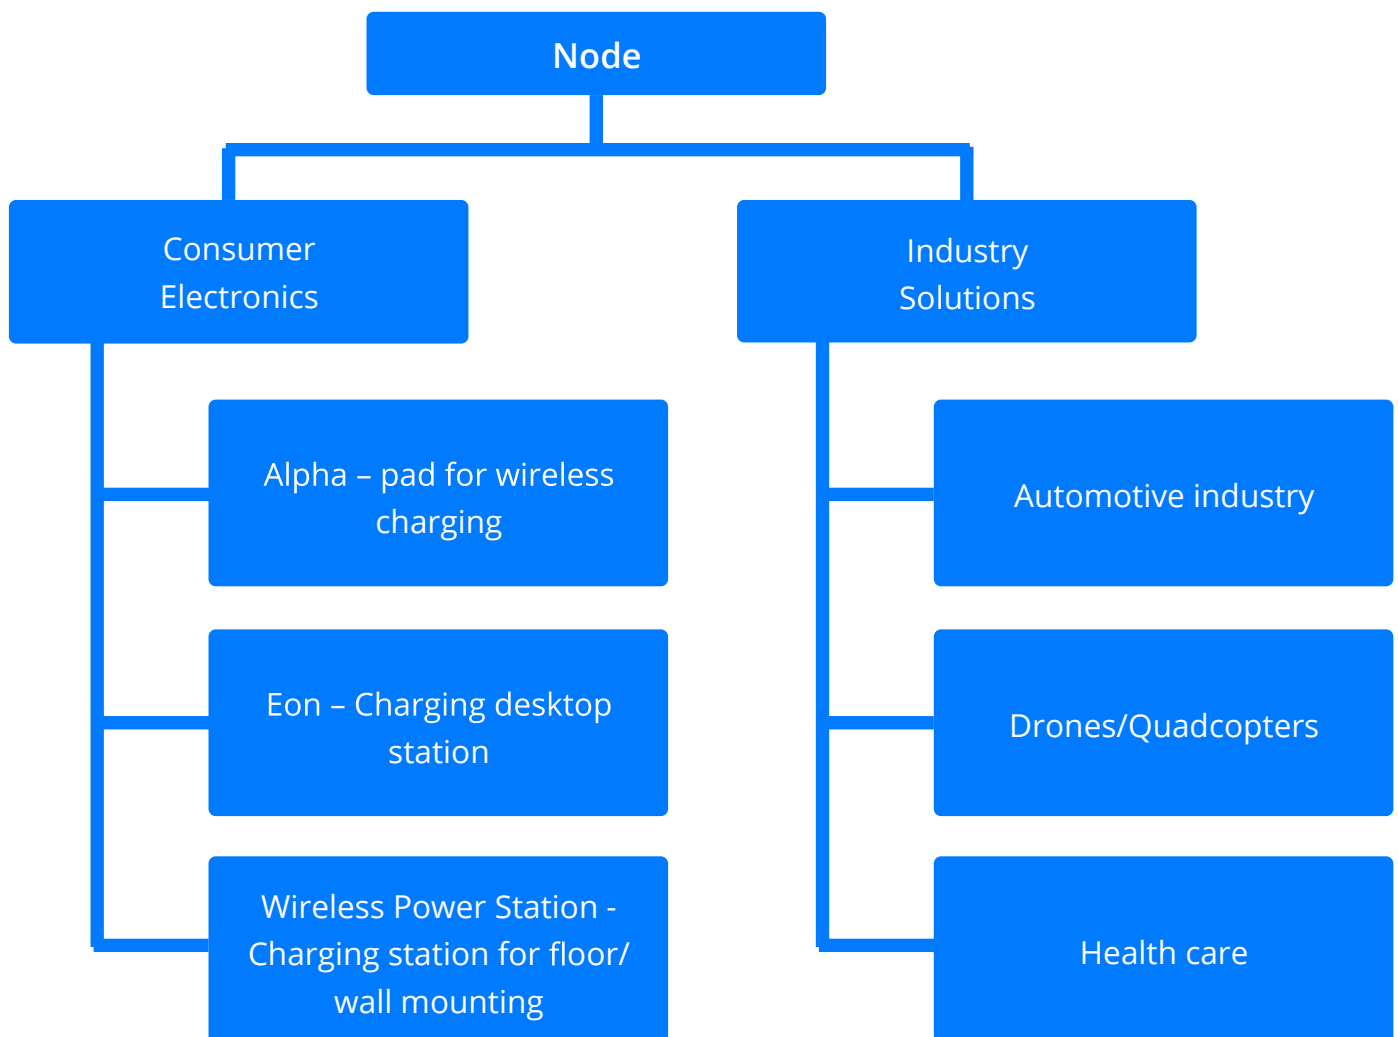 Node
Consumer
Electronics
Industry
Solutions
Alpha – pad for wireless
charging
Automotive industry
Eon – Charging desktop
station
Drones/Quadcopters
Wireless Power Station -
Charging station for floor/
wall mounting
Health care